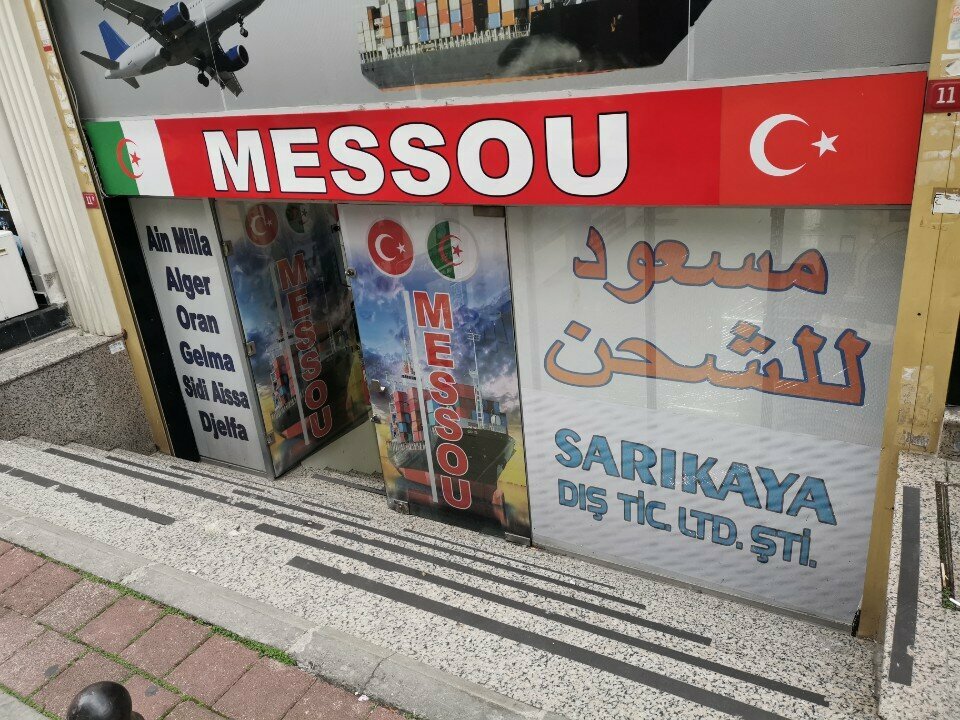 MESSOU
11
11
Ain Mlila
Alger
Oran
Gelma
Sidi Aissa
Djelfa
MESSOU
MESSOU
مسعود
للشحن
SARIKAYA
DIŞ TİC. LTD. ŞTİ.